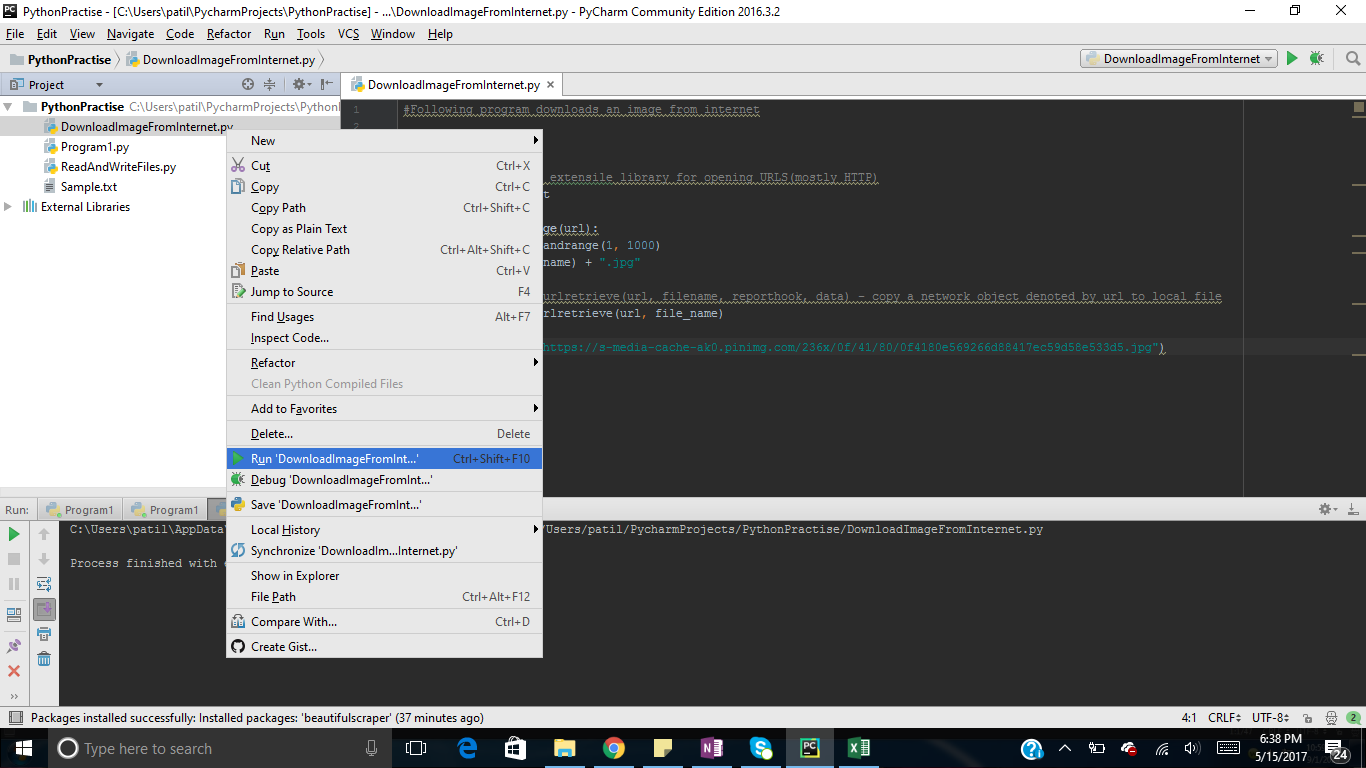 PythonPractise - [C:\Users\patil\PycharmProjects\PythonPractise] - ...\DownloadImageFromInternet.py - PyCharm Community Edition 2016.3.2
File Edit View Navigate Code Refactor Run Tools VCS Window Help
PythonPractise DownloadImageFromInternet.py
DownloadImageFromInternet
Project
DownloadImageFromInternet.py
PythonPractise C:\Users\patil\PycharmProjects\Python
DownloadImageFromInternet.py
Program1.py
ReadAndWriteFiles.py
Sample.txt
External Libraries
1 #Following program downloads an image from internet
2
extensile library for opening URLS(mostly HTTP)
t
ge(url):
andrange(1, 1000)
name) + ".jpg"
urlretrieve(url, filename, reporthook, data) - copy a network object denoted by url to local file
rlretrieve(url, file_name)
https://s-media-cache-ak0.pinimg.com/236x/0f/41/80/0f4180e569266d88417ec59d58e533d5.jpg")
New
Cut Ctrl+X
Copy Ctrl+C
Copy Path Ctrl+Shift+C
Copy as Plain Text
Copy Relative Path Ctrl+Alt+Shift+C
Paste Ctrl+V
Jump to Source F4
Find Usages Alt+F7
Inspect Code...
Refactor
Clean Python Compiled Files
Add to Favorites
Delete... Delete
Run 'DownloadImageFromInt...' Ctrl+Shift+F10
Debug 'DownloadImageFromInt...'
Save 'DownloadImageFromInt...'
Local History
Synchronize 'DownloadIm...Internet.py'
Show in Explorer
File Path Ctrl+Alt+F12
Compare With... Ctrl+D
Create Gist...
Run: Program1 Program1
C:\Users\patil\AppData\ /Users/patil/PycharmProjects/PythonPractise/DownloadImageFromInternet.py
Process finished with
Packages installed successfully: Installed packages: 'beautifulscraper' (37 minutes ago)
4:1 CRLF UTF-8 2
Type here to search
6:38 PM
5/15/2017
24